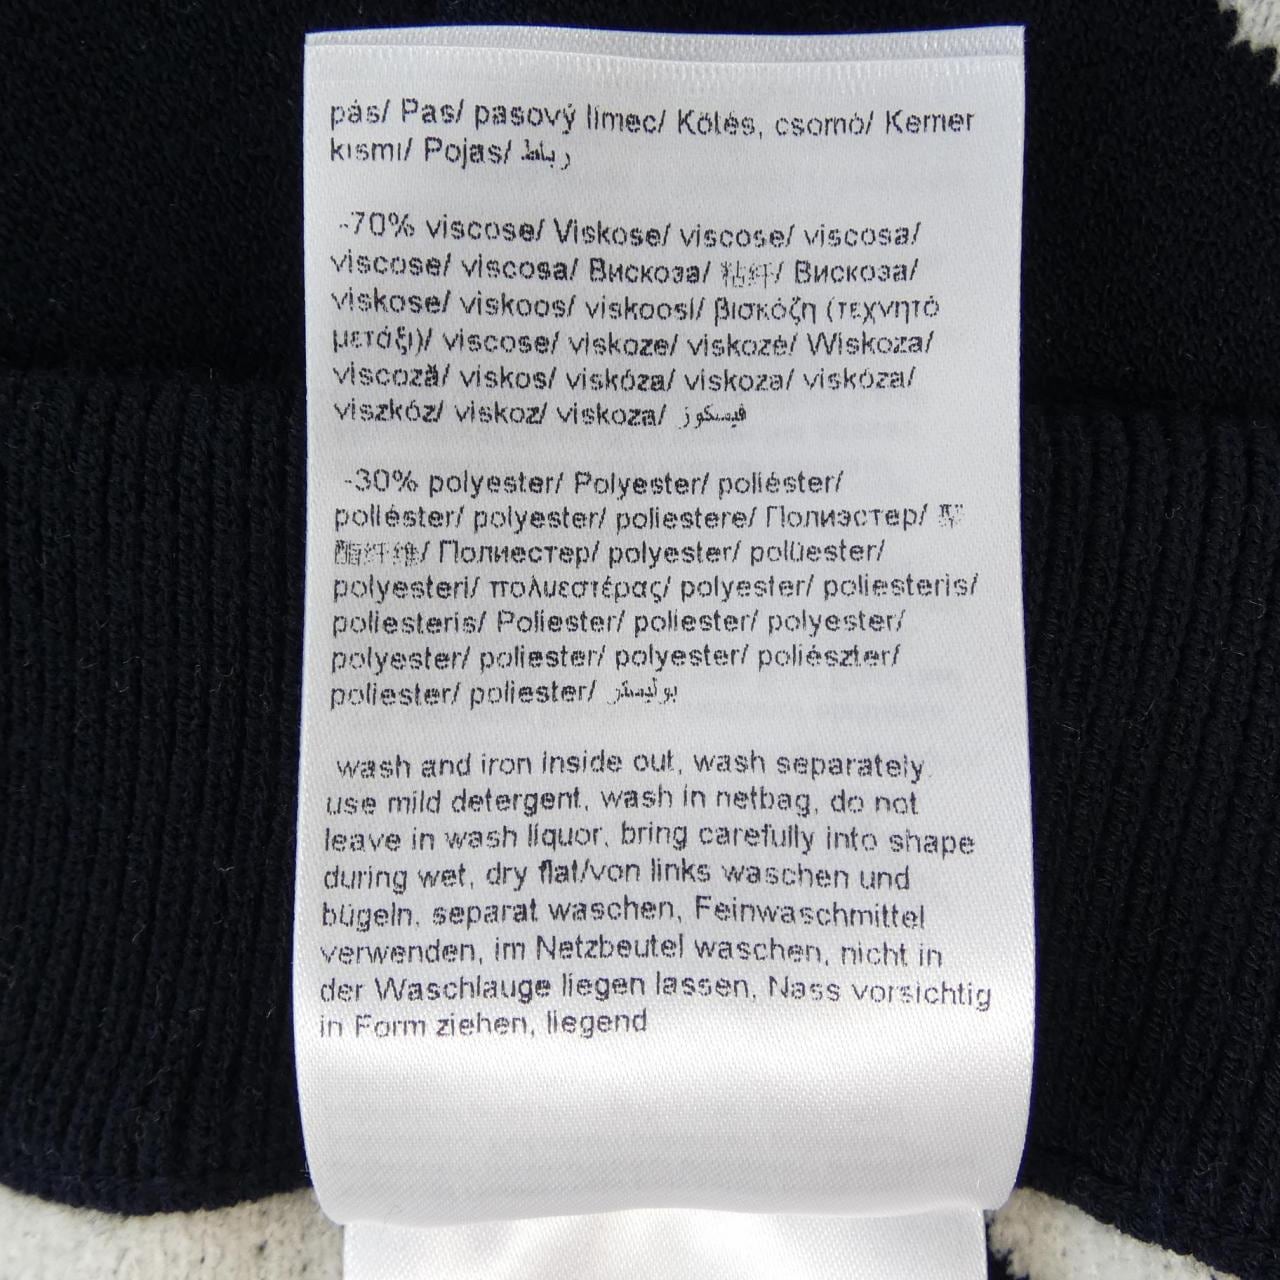 pás/ Pas/ pasový límec/ Kötés, csomó/ Kemer
kısmı/ Pojas/ رباط
-70% viscose/ Viskose/ viscose/ viscosa/
viscose/ viscosa/ Вискоза/ 粘纤/ Вискоза/
viskose/ viskoos/ viskoosi/ βισκόζη (τεχνητό
μετάξι)/ viscose/ viskoze/ viskozė/ Wiskoza/
viscoză/ viskos/ viskóza/ viskoza/ viskóza/
viszkóz/ viskoz/ viskoza/ فيسكوز
-30% polyester/ Polyester/ poliéster/
poliéster/ polyester/ poliestere/ Полиэстер/ 聚
酯纤维/ Полиестер/ polyester/ polüester/
polyesteri/ πολυεστέρας/ polyester/ poliesteris/
poliesteris/ Poliester/ poliester/ polyester/
polyester/ poliester/ polyester/ poliészter/
poliester/ poliester/ بوليستر
wash and iron inside out, wash separately,
use mild detergent, wash in netbag, do not
leave in wash liquor, bring carefully into shape
during wet, dry flat/von links waschen und
bügeln, separat waschen, Feinwaschmittel
verwenden, im Netzbeutel waschen, nicht in
der Waschlauge liegen lassen, Nass vorsichtig
in Form ziehen, liegend